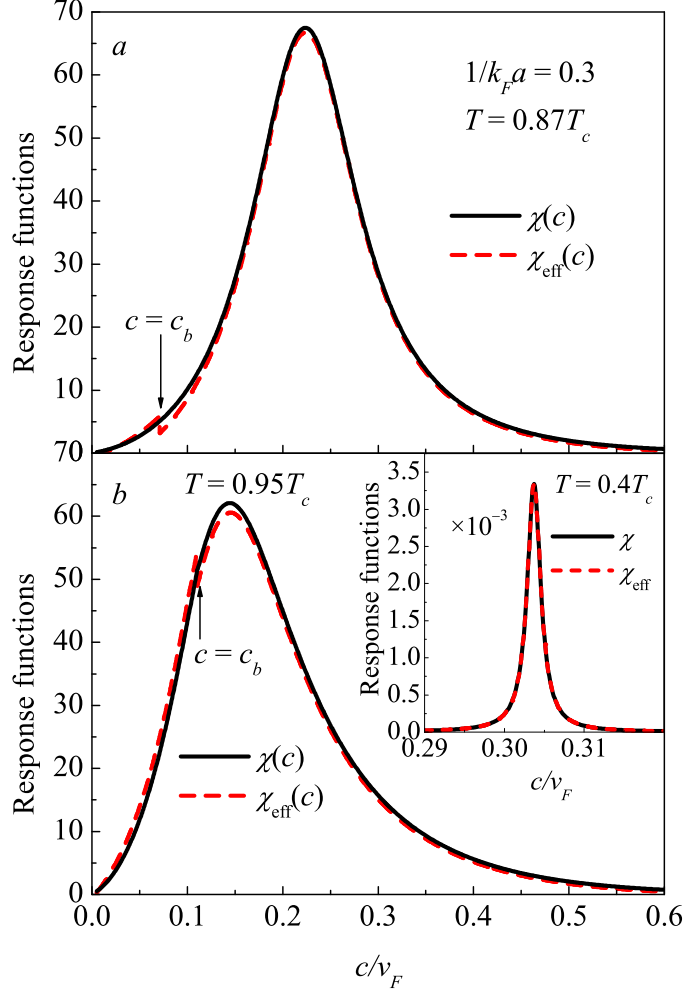 70
a
60
1/k_F a = 0.3
T = 0.87T_c
50
40
χ(c)
30
χ_eff(c)
c = c_b
20
10
Response functions
70
b
T = 0.95T_c
60
50
c = c_b
40
30
χ(c)
20
χ_eff(c)
10
0
Response functions
3.5
T = 0.4T_c
3.0
×10⁻³
χ
2.5
χ_eff
2.0
1.5
1.0
0.5
0.0
Response functions
0.29 0.30 0.31
c/v_F
0.0 0.1 0.2 0.3 0.4 0.5 0.6
c/v_F